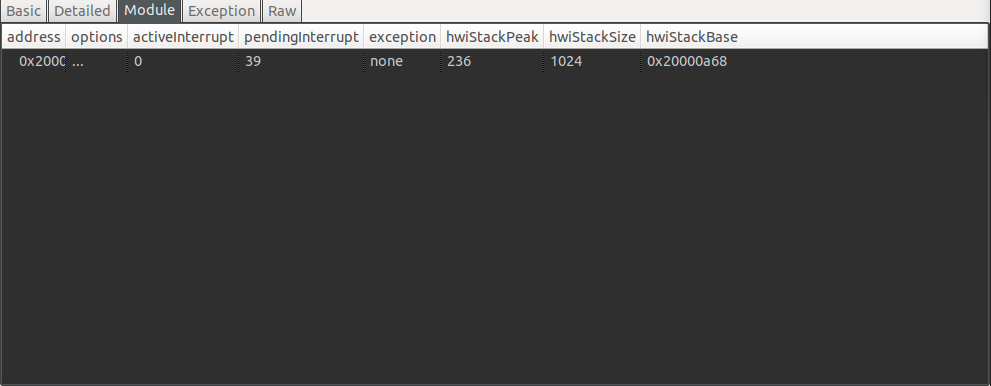 Basic Detailed Module Exception Raw
address options activeInterrupt pendingInterrupt exception hwiStackPeak hwiStackSize hwiStackBase
0x2000 ... 0 39 none 236 1024 0x20000a68